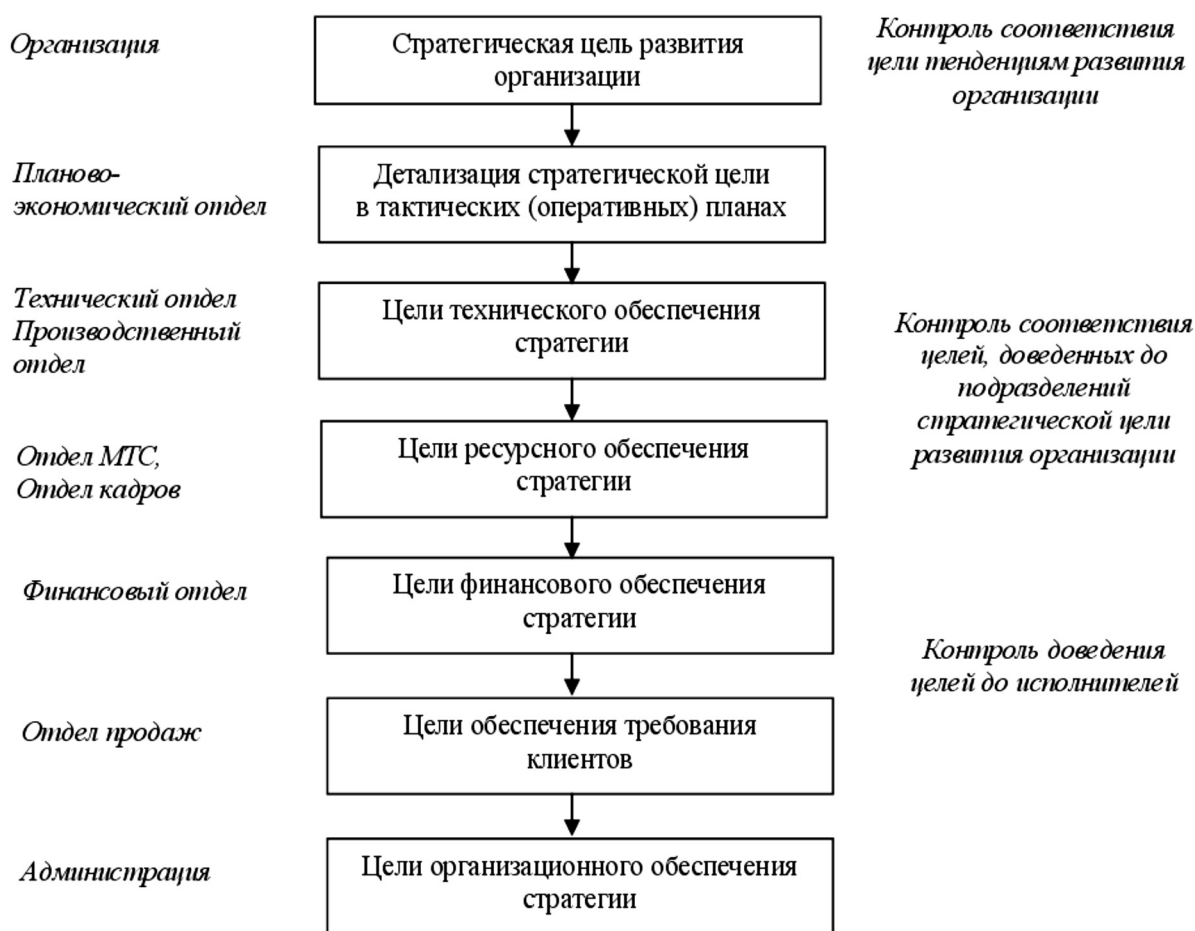 Организация
Стратегическая цель развития
организации
Контроль соответствия
цели тенденциям развития
организации
Планово-
экономический отдел
Детализация стратегической цели
в тактических (оперативных) планах
Технический отдел
Производственный
отдел
Цели технического обеспечения
стратегии
Контроль соответствия
целей, доведенных до
подразделений
стратегической цели
развития организации
Отдел МТС,
Отдел кадров
Цели ресурсного обеспечения
стратегии
Финансовый отдел
Цели финансового обеспечения
стратегии
Контроль доведения
целей до исполнителей
Отдел продаж
Цели обеспечения требования
клиентов
Администрация
Цели организационного обеспечения
стратегии